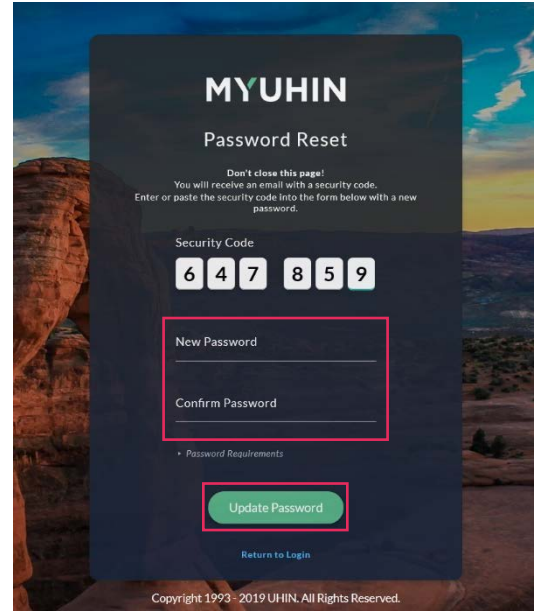 MYUHIN
Password Reset
Don't close this page!
You will receive an email with a security code.
Enter or paste the security code into the form below with a new
password.
Security Code
6 4 7 8 5 9
New Password
Confirm Password
‣ Password Requirements
Update Password
Return to Login
Copyright 1993 - 2019 UHIN. All Rights Reserved.